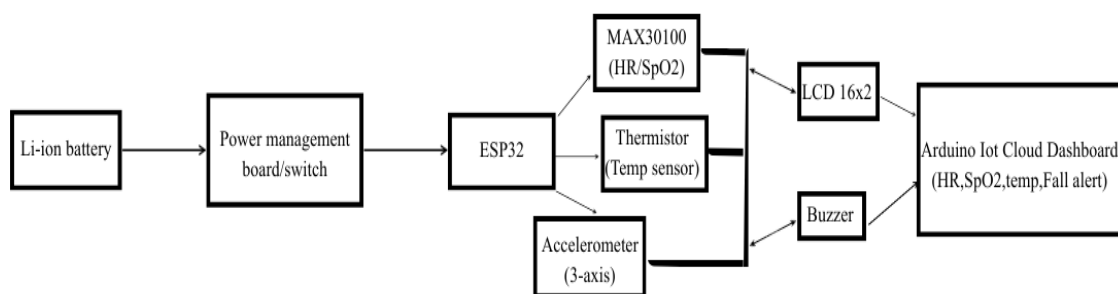 Li-ion battery
Power management
board/switch
ESP32
MAX30100
(HR/SpO2)
Thermistor
(Temp sensor)
Accelerometer
(3-axis)
LCD 16x2
Buzzer
Arduino Iot Cloud Dashboard
(HR,SpO2,temp,Fall alert)